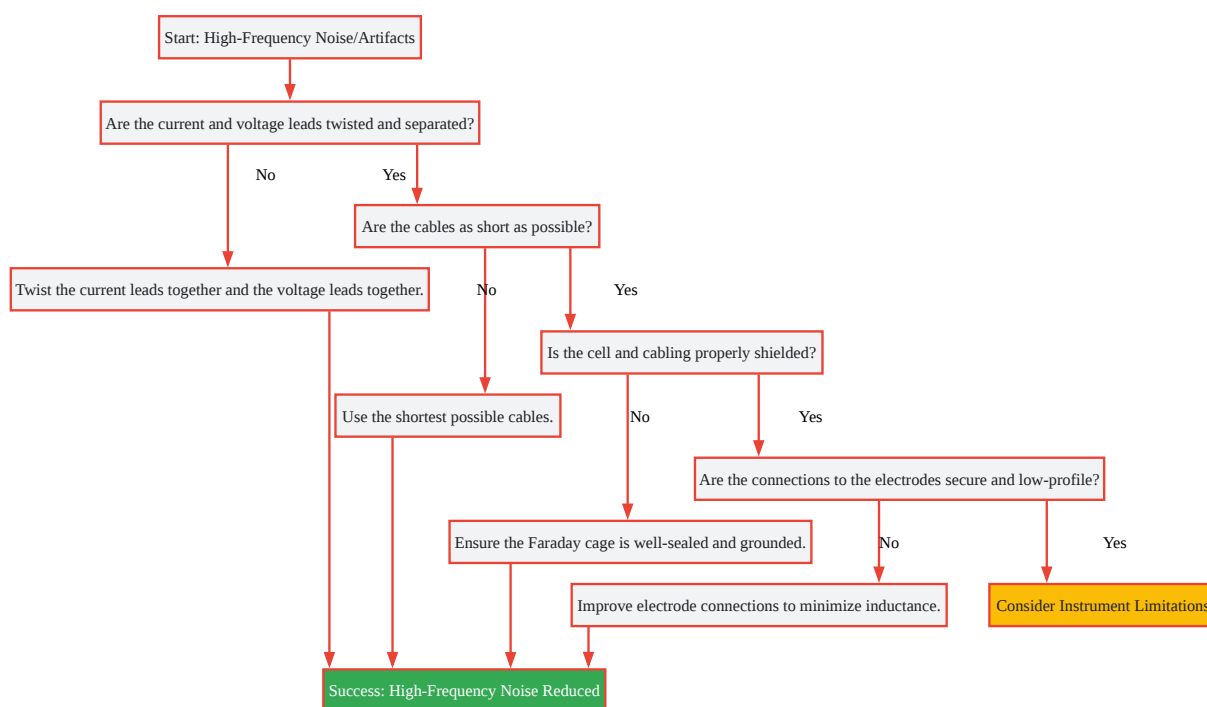 Start: High-Frequency Noise/Artifacts
Are the current and voltage leads twisted and separated?
No
Yes
Are the cables as short as possible?
Twist the current leads together and the voltage leads together.
No
Yes
Is the cell and cabling properly shielded?
Use the shortest possible cables.
No
Yes
Are the connections to the electrodes secure and low-profile?
Ensure the Faraday cage is well-sealed and grounded.
No
Yes
Improve electrode connections to minimize inductance.
Consider Instrument Limitations
Success: High-Frequency Noise Reduced